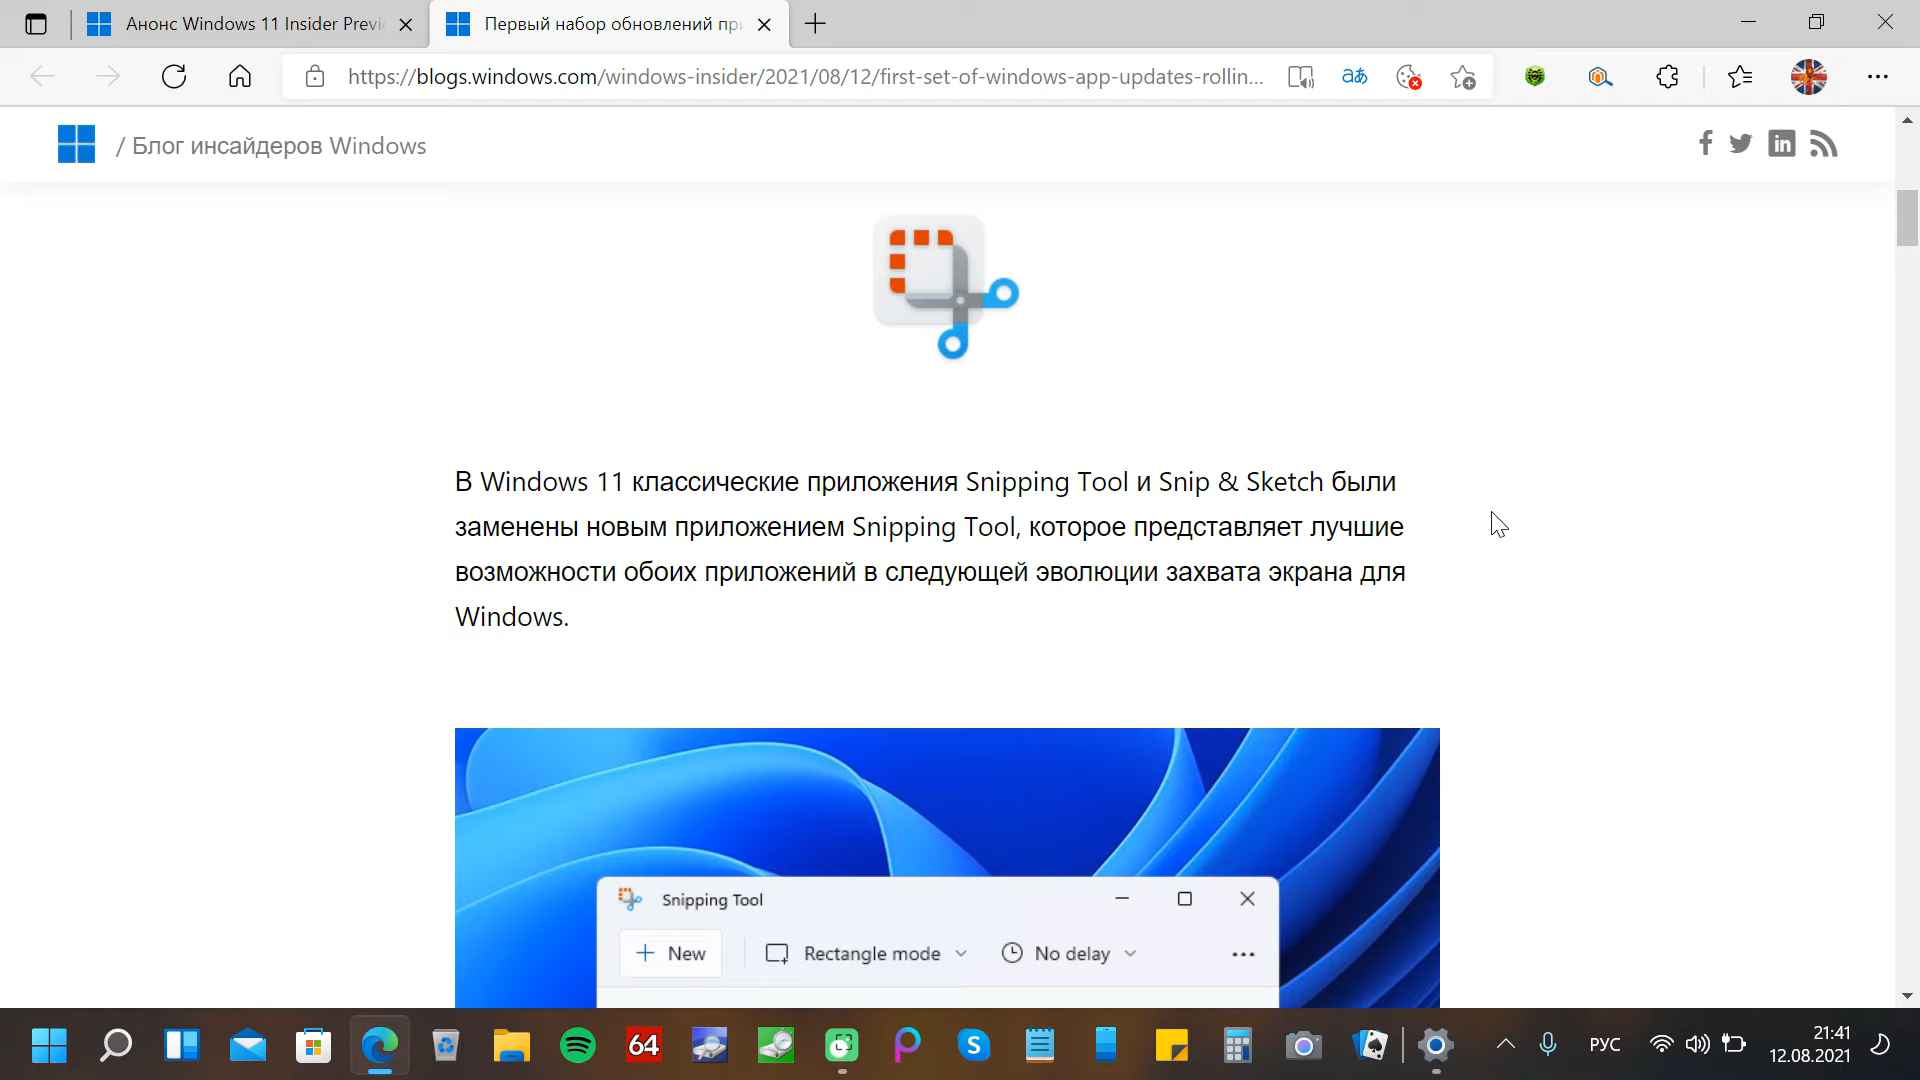 Анонс Windows 11 Insider Previ
Первый набор обновлений пр
https://blogs.windows.com/windows-insider/2021/08/12/first-set-of-windows-app-updates-rollin...
aあ
/ Блог инсайдеров Windows
in
В Windows 11 классические приложения Snipping Tool и Snip & Sketch были
заменены новым приложением Snipping Tool, которое представляет лучшие
возможности обоих приложений в следующей эволюции захвата экрана для
Windows.
Snipping Tool
New
Rectangle mode
No delay
64
РУС
21:41
12.08.2021